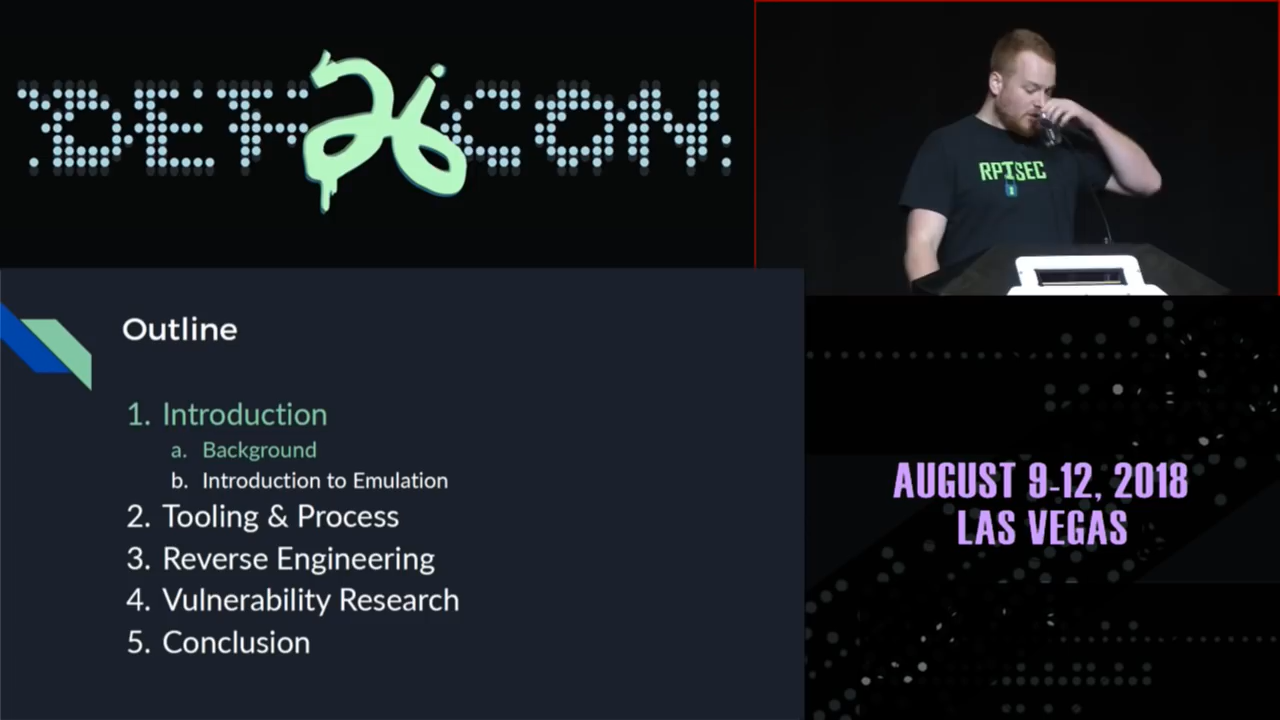 DEF 26 CON
RPISEC
Outline
1. Introduction
a. Background
b. Introduction to Emulation
2. Tooling & Process
3. Reverse Engineering
4. Vulnerability Research
5. Conclusion
AUGUST 9-12, 2018
LAS VEGAS